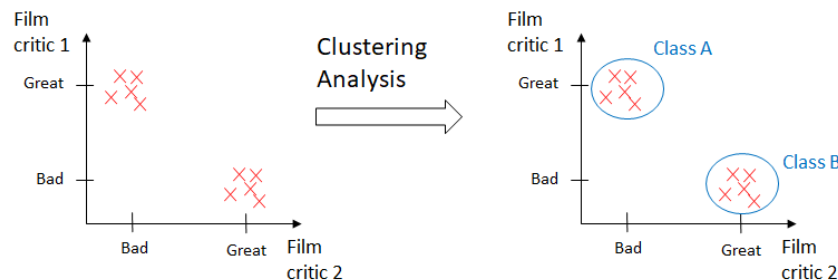 Film
critic 1
Great
Bad
Bad
Great
Film
critic 2
Clustering
Analysis
Film
critic 1
Class A
Great
Class B
Bad
Bad
Great
Film
critic 2